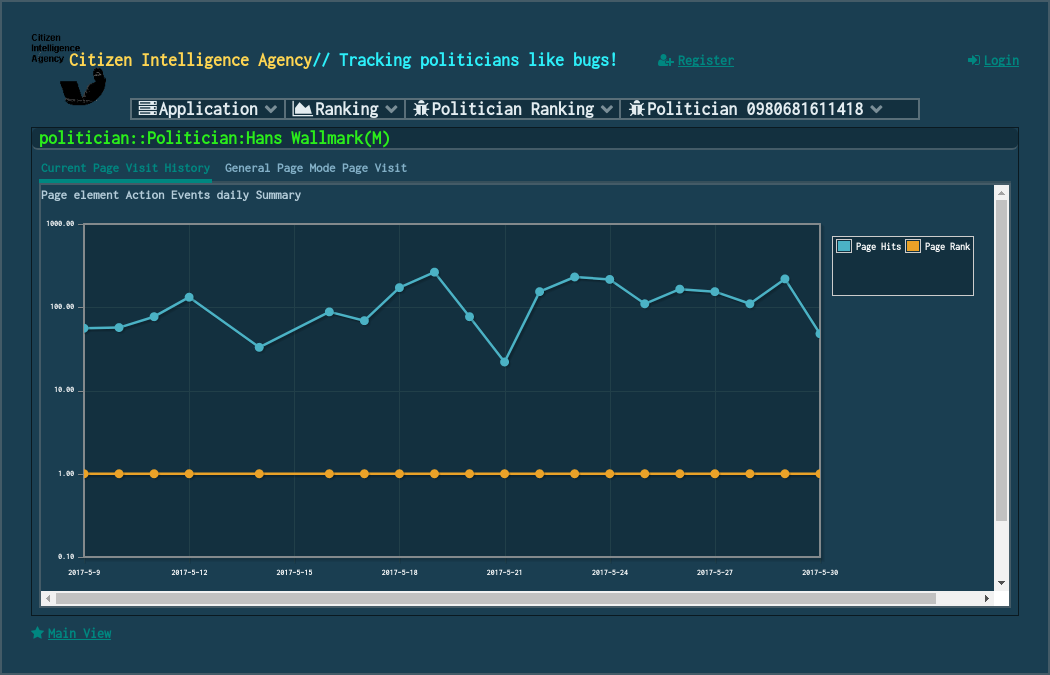 Citizen
Intelligence
Agency
Citizen Intelligence Agency// Tracking politicians like bugs!
Register
Login
Application
Ranking
Politician Ranking
Politician 0980681611418
politician::Politician:Hans Wallmark(M)
Current Page Visit History
General Page Mode Page Visit
Page element Action Events daily Summary
1000.00
100.00
10.00
1.00
0.10
2017-5-9
2017-5-12
2017-5-15
2017-5-18
2017-5-21
2017-5-24
2017-5-27
2017-5-30
Page Hits
Page Rank
Main View